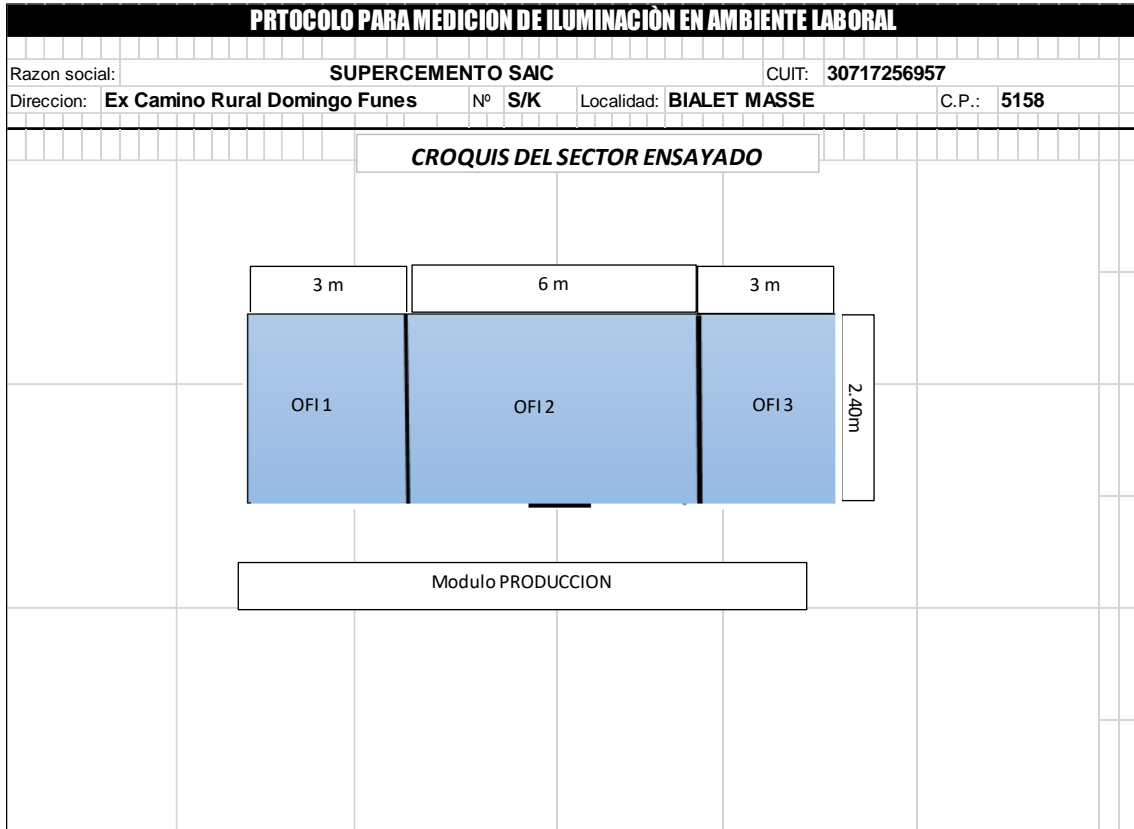 PRTOCOLO PARA MEDICION DE ILUMINACIÒN EN AMBIENTE LABORAL
Razon social: SUPERCEMENTO SAIC CUIT: 30717256957
Direccion: Ex Camino Rural Domingo Funes Nº S/K Localidad: BIALET MASSE C.P.: 5158
CROQUIS DEL SECTOR ENSAYADO
3 m 6 m 3 m
OFI 1 OFI 2 OFI 3 2.40m
Modulo PRODUCCION